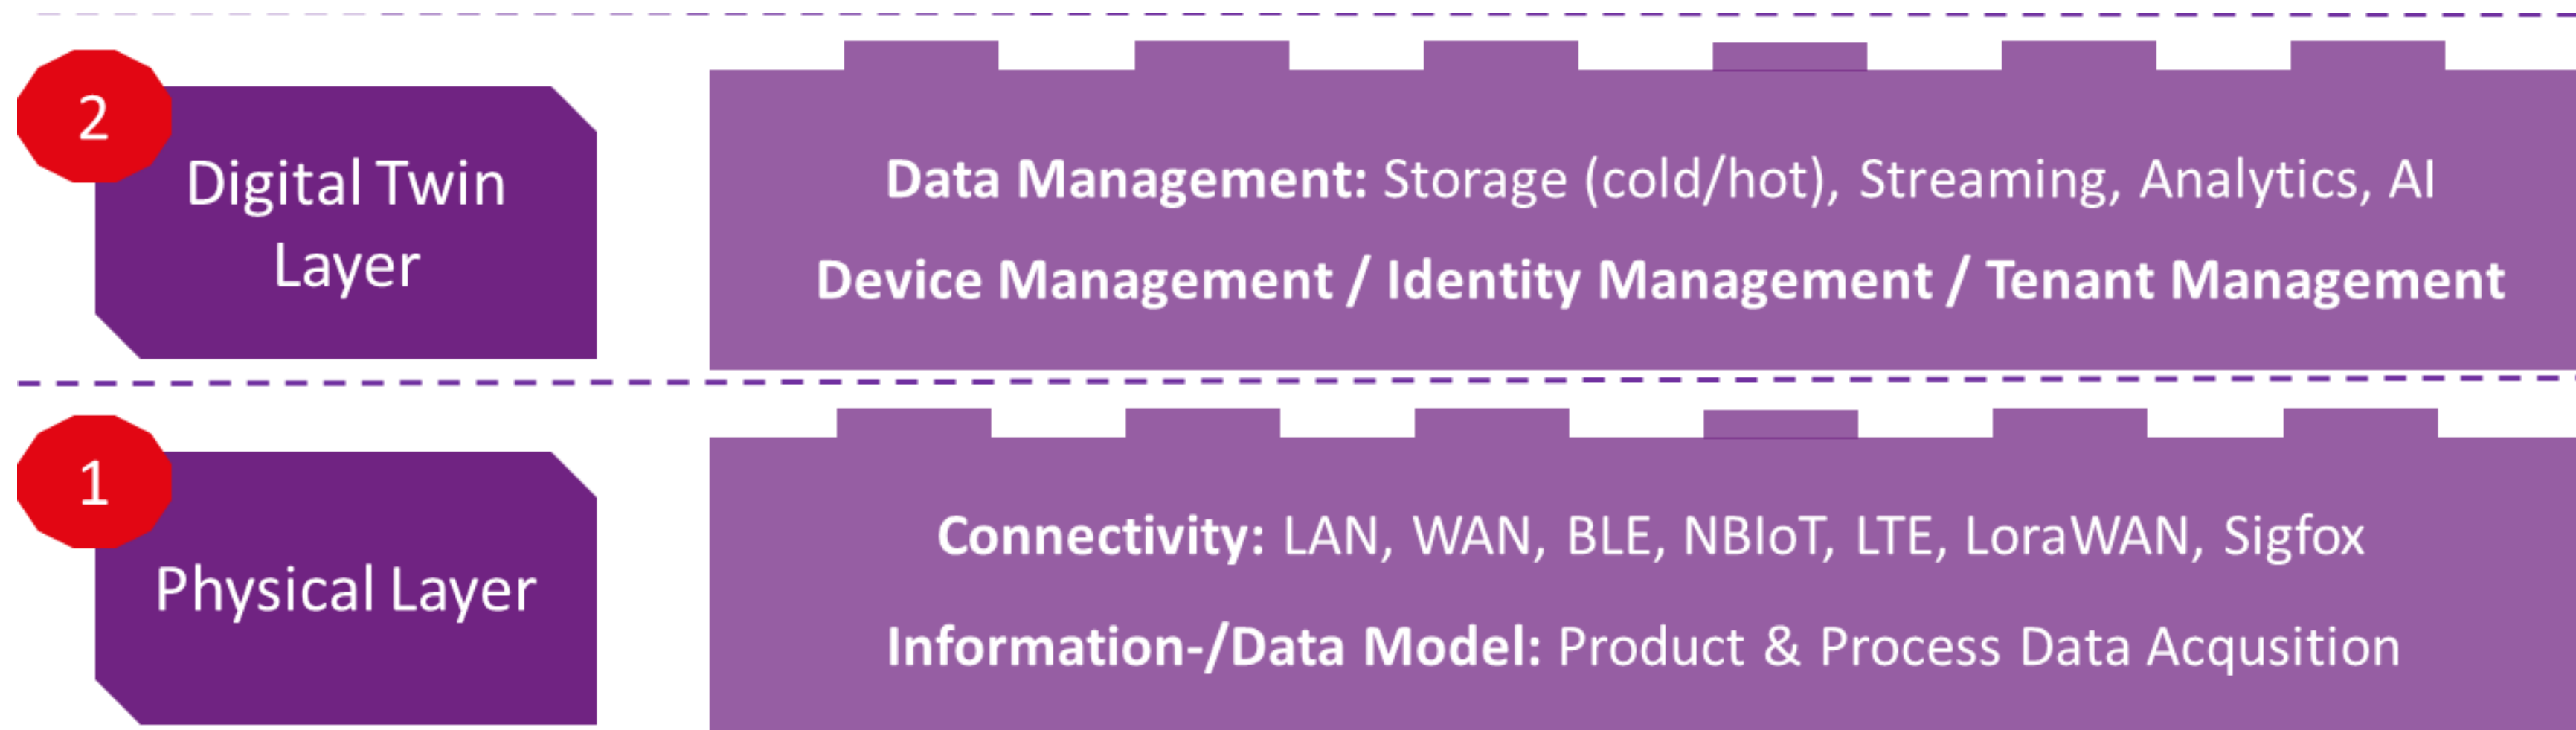 2
Digital Twin
Layer
Data Management: Storage (cold/hot), Streaming, Analytics, AI
Device Management / Identity Management / Tenant Management
1
Physical Layer
Connectivity: LAN, WAN, BLE, NBIoT, LTE, LoraWAN, Sigfox
Information-/Data Model: Product & Process Data Acqusition